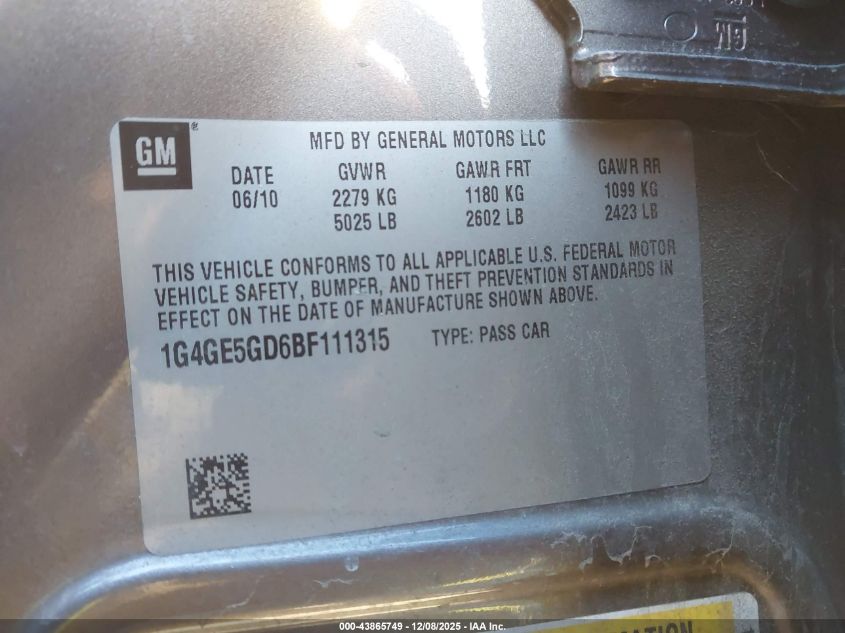 GM
GM®
MFD BY GENERAL MOTORS LLC
DATE GVWR GAWR FRT GAWR RR
06/10 2279 KG 1180 KG 1099 KG
5025 LB 2602 LB 2423 LB
THIS VEHICLE CONFORMS TO ALL APPLICABLE U.S. FEDERAL MOTOR
VEHICLE SAFETY, BUMPER, AND THEFT PREVENTION STANDARDS IN
EFFECT ON THE DATE OF MANUFACTURE SHOWN ABOVE.
1G4GE5GD6BF111315 TYPE: PASS CAR
000-43865749 - 12/08/2025 - IAA Inc.